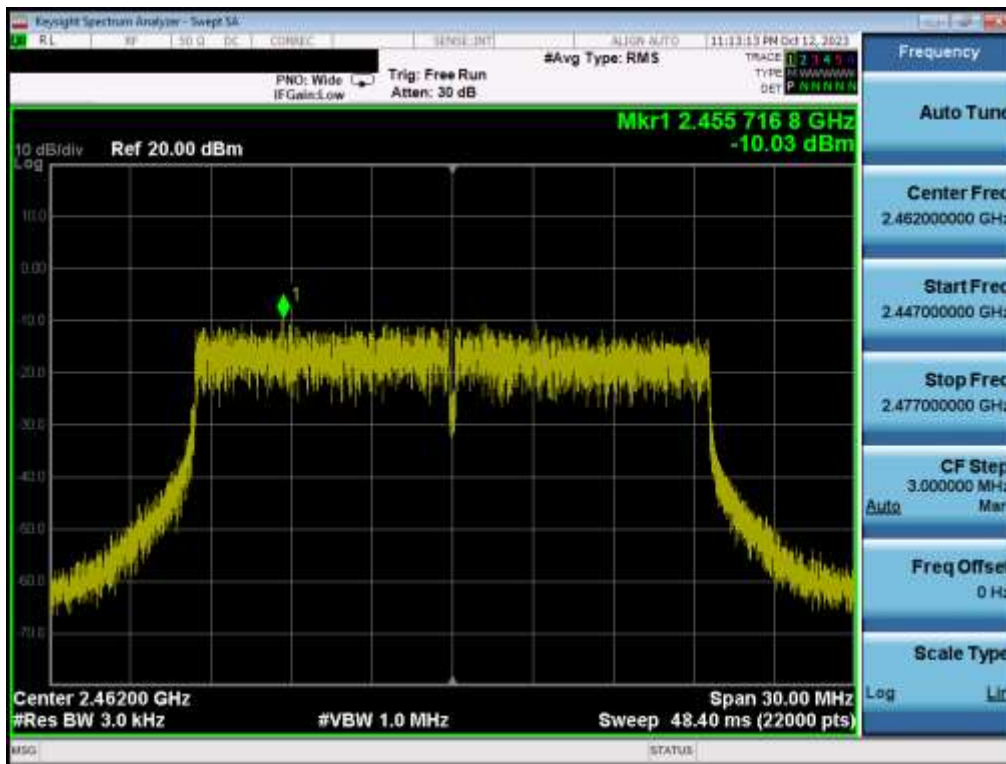 Keysight Spectrum Analyzer - Swept SA
RL RF 50 Ω DC CORREC SENSE:INT ALIGN AUTO 11:13:13 PM Oct 12, 2023
#Avg Type: RMS
TRACE 1 2 3 4 5 6
PNO: Wide Trig: Free Run TYPE M WWWWW
IFGain:Low Atten: 30 dB DET P N N N N N
Mkr1 2.455 716 8 GHz
10 dB/div Ref 20.00 dBm -10.03 dBm
Log
10.0
0.00
1
-10.0
-20.0
-30.0
-40.0
-50.0
-60.0
-70.0
Center 2.46200 GHz Span 30.00 MHz
#Res BW 3.0 kHz #VBW 1.0 MHz Sweep 48.40 ms (22000 pts)
MSG STATUS
Frequency
Auto Tune
Center Freq
2.462000000 GHz
Start Freq
2.447000000 GHz
Stop Freq
2.477000000 GHz
CF Step
3.000000 MHz
Auto Man
Freq Offset
0 Hz
Scale Type
Log Lin